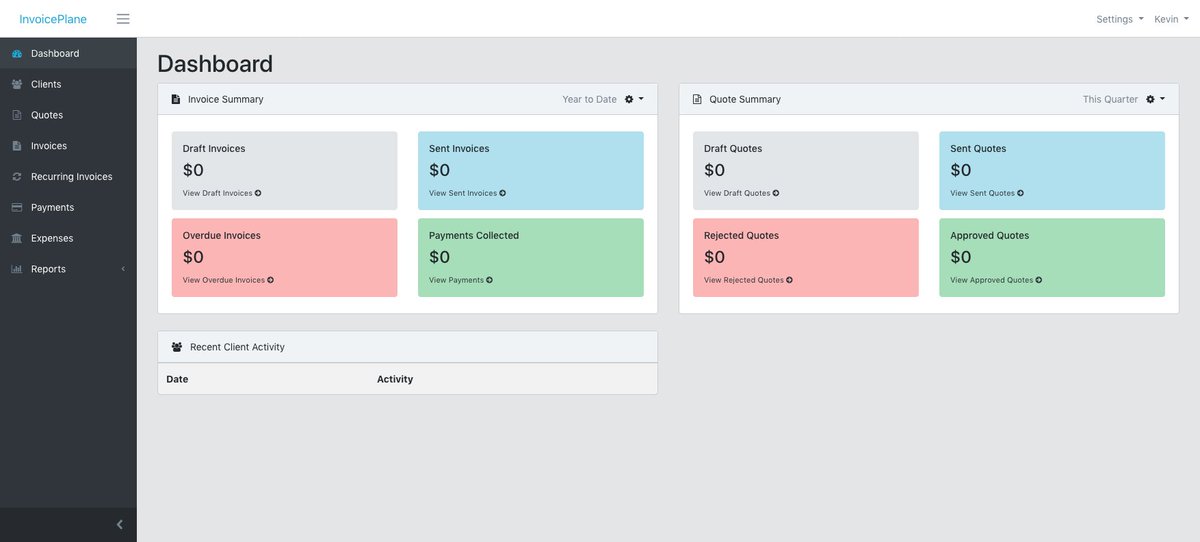 InvoicePlane
Settings
Kevin
Dashboard
Clients
Quotes
Invoices
Recurring Invoices
Payments
Expenses
Reports
Dashboard
Invoice Summary
Year to Date
Draft Invoices
$0
View Draft Invoices
Sent Invoices
$0
View Sent Invoices
Overdue Invoices
$0
View Overdue Invoices
Payments Collected
$0
View Payments
Quote Summary
This Quarter
Draft Quotes
$0
View Draft Quotes
Sent Quotes
$0
View Sent Quotes
Rejected Quotes
$0
View Rejected Quotes
Approved Quotes
$0
View Approved Quotes
Recent Client Activity
Date
Activity